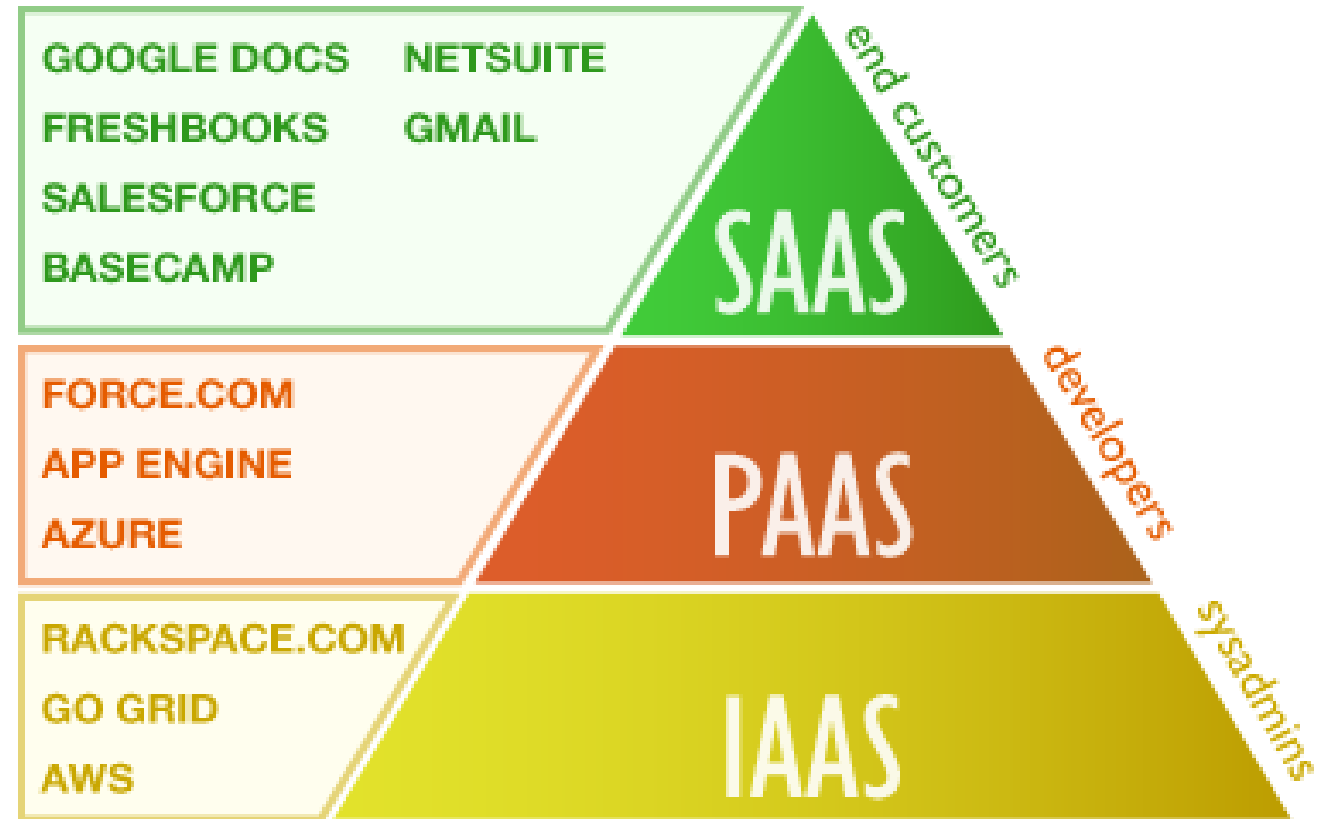 GOOGLE DOCS NETSUITE
FRESHBOOKS GMAIL
SALESFORCE
BASECAMP
SAAS
end customers
FORCE.COM
APP ENGINE
AZURE
PAAS
developers
RACKSPACE.COM
GO GRID
AWS
IAAS
sysadmins